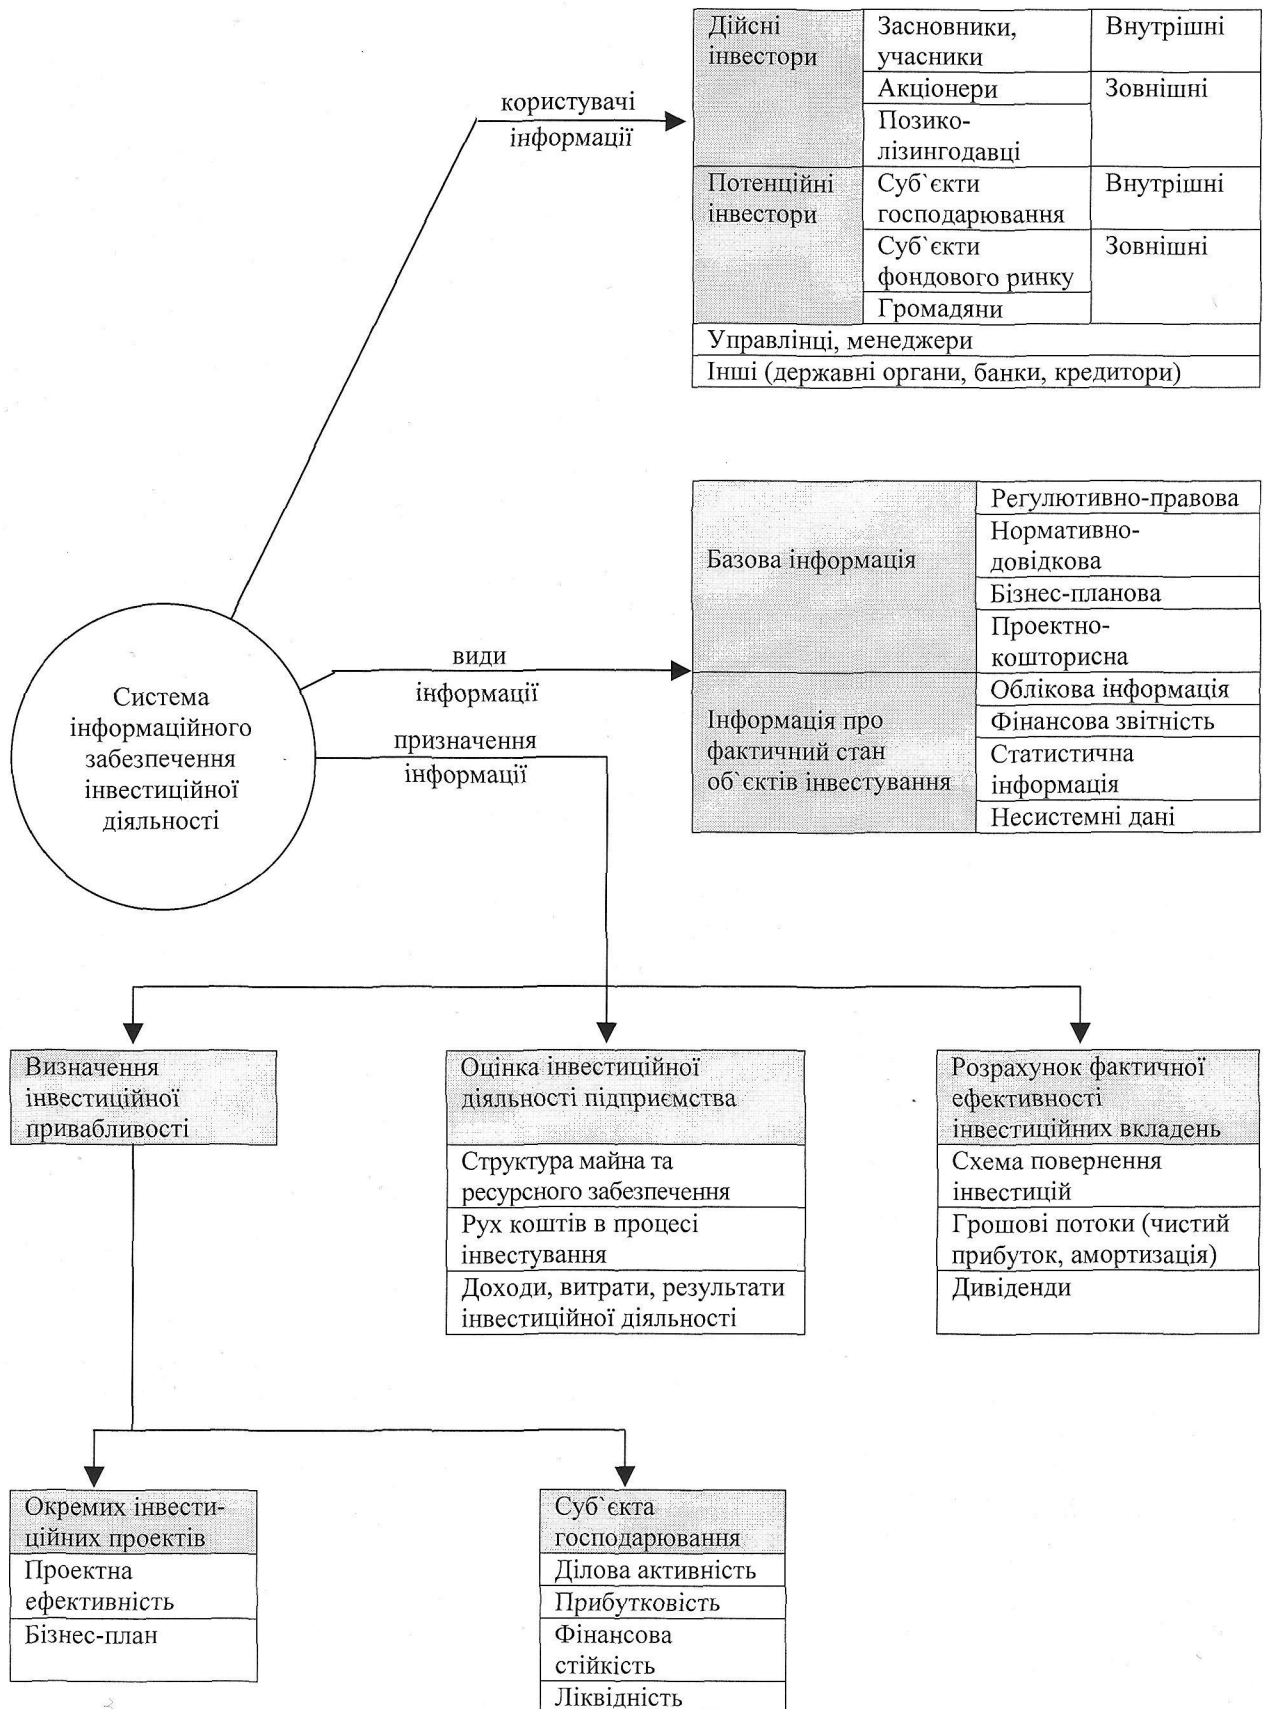 Дійсні
інвестори
Засновники,
учасники
Внутрішні
Акціонери
Зовнішні
Позико-
лізингодавці
Потенційні
інвестори
Суб`єкти
господарювання
Внутрішні
Суб`єкти
фондового ринку
Зовнішні
Громадяни
Управлінці, менеджери
Інші (державні органи, банки, кредитори)
користувачі
інформації
Базова інформація
Регулютивно-правова
Нормативно-
довідкова
Бізнес-планова
Проектно-
кошторисна
Інформація про
фактичний стан
об`єктів інвестування
Облікова інформація
Фінансова звітність
Статистична
інформація
Несистемні дані
види
інформації
Система
інформаційного
забезпечення
інвестиційної
діяльності
призначення
інформації
Визначення
інвестиційної
привабливості
Оцінка інвестиційної
діяльності підприємства
Структура майна та
ресурсного забезпечення
Рух коштів в процесі
інвестування
Доходи, витрати, результати
інвестиційної діяльності
Розрахунок фактичної
ефективності
інвестиційних вкладень
Схема повернення
інвестицій
Грошові потоки (чистий
прибуток, амортизація)
Дивіденди
Окремих інвести-
ційних проектів
Проектна
ефективність
Бізнес-план
Суб`єкта
господарювання
Ділова активність
Прибутковість
Фінансова
стійкість
Ліквідність